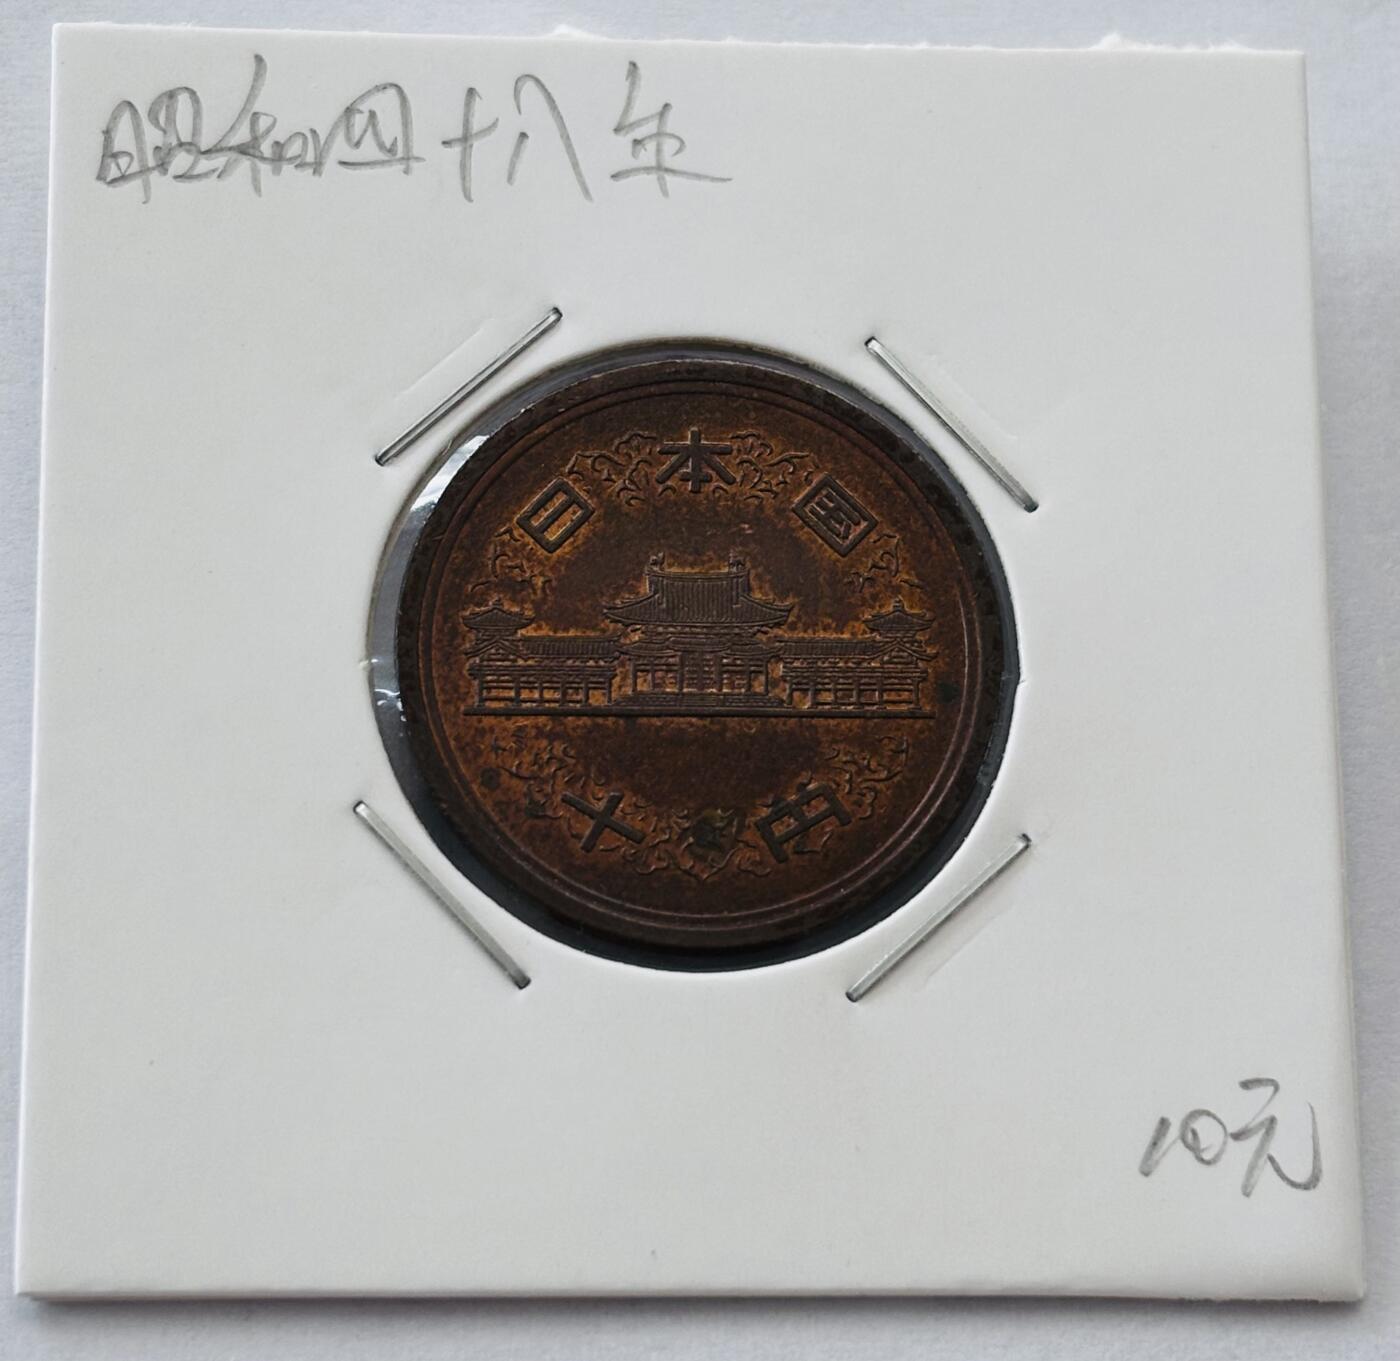 昭和四十八年
日本国
十円
10元